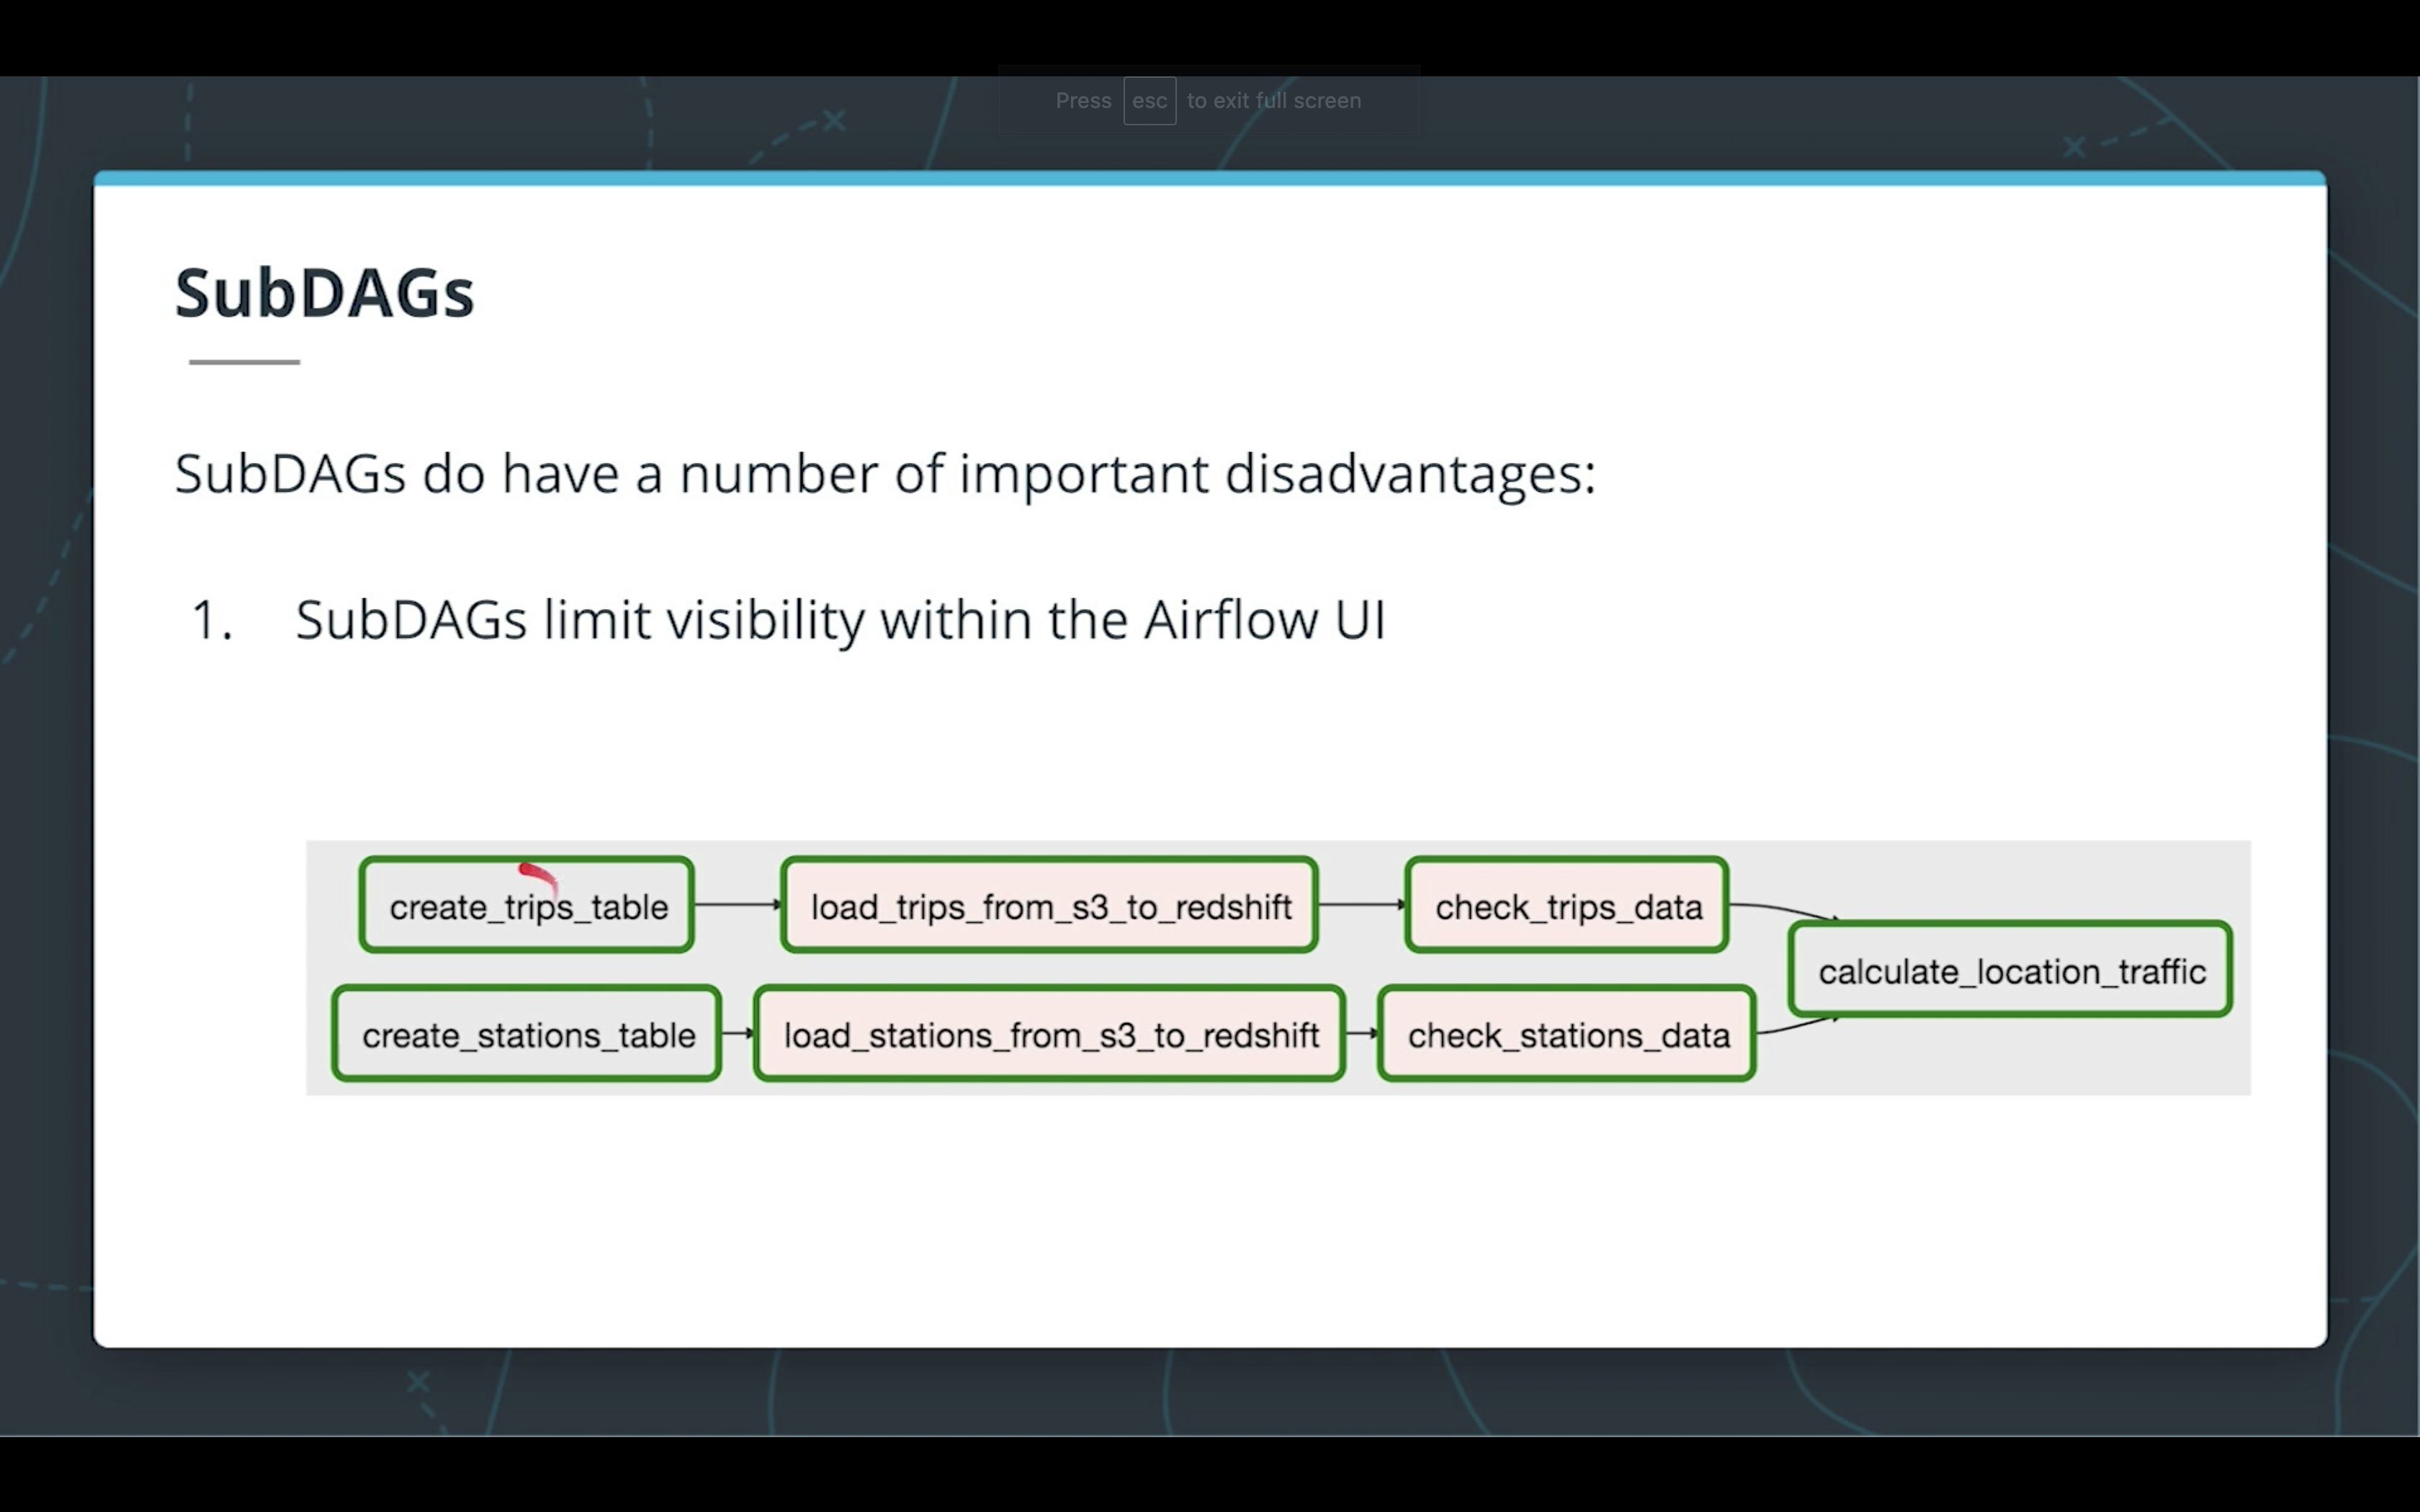 Press esc to exit full screen
SubDAGs
SubDAGs do have a number of important disadvantages:
1. SubDAGs limit visibility within the Airflow UI
create_trips_table load_trips_from_s3_to_redshift check_trips_data
calculate_location_traffic
create_stations_table load_stations_from_s3_to_redshift check_stations_data